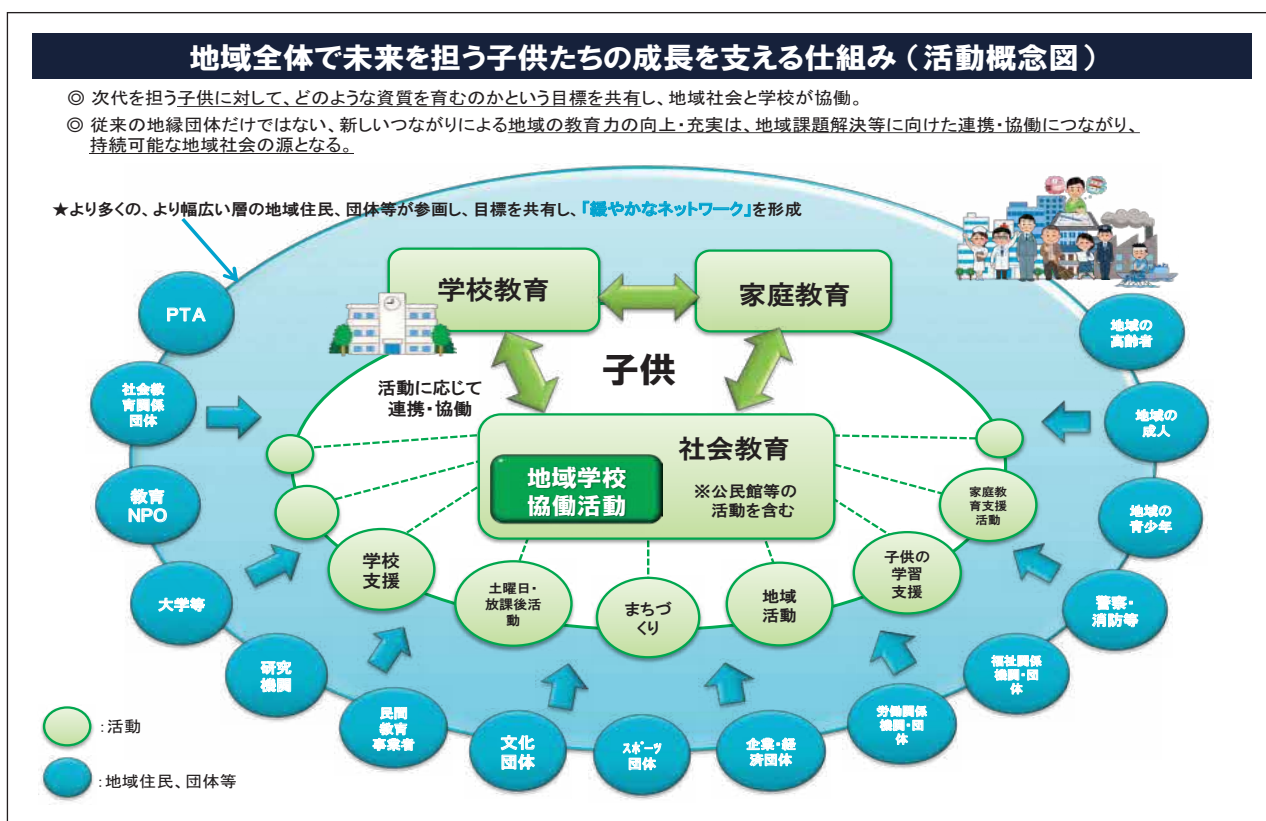 地域全体で未来を担う子供たちの成長を支える仕組み（活動概念図）
◎ 次代を担う子供に対して、どのような資質を育むのかという目標を共有し、地域社会と学校が協働。
◎ 従来の地縁団体だけではない、新しいつながりによる地域の教育力の向上・充実は、地域課題解決等に向けた連携・協働につながり、
持続可能な地域社会の源となる。
★より多くの、より幅広い層の地域住民、団体等が参画し、目標を共有し、「緩やかなネットワーク」を形成
学校教育
家庭教育
子供
活動に応じて
連携・協働
社会教育
※公民館等の
活動を含む
地域学校
協働活動
学校
支援
土曜日・
放課後活
動
まちづ
くり
地域
活動
子供の
学習
支援
家庭教
育支援
活動
PTA
社会教
育関係
団体
教育
NPO
大学等
研究
機関
民間
教育
事業者
文化
団体
スポーツ
団体
企業・経
済団体
労働関係
機関・団
体
福祉関係
機関・団
体
警察・
消防等
地域の
青少年
地域の
成人
地域の
高齢者
：活動
：地域住民、団体等